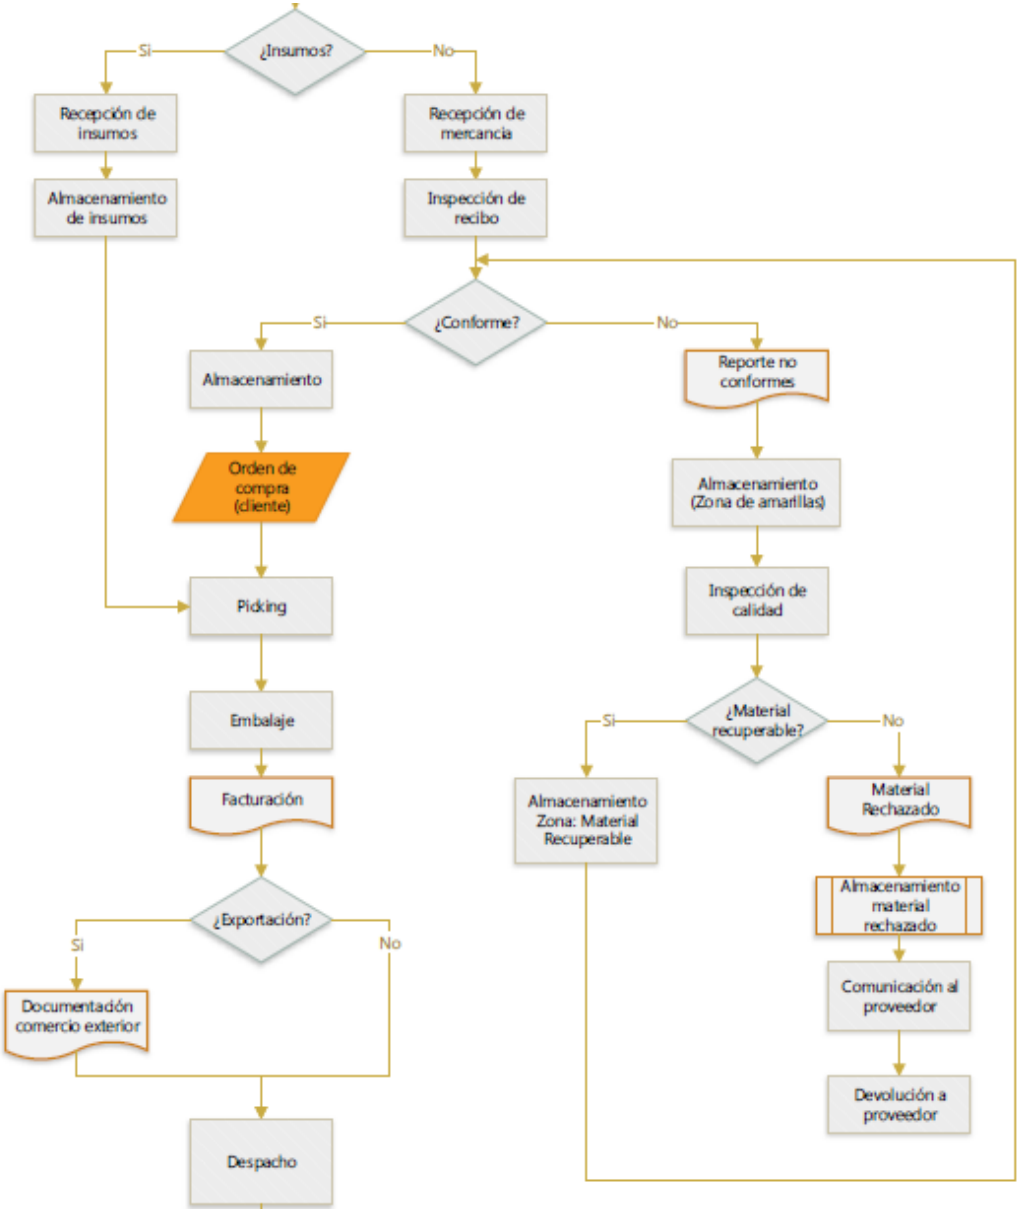 ¿Insumos?
Si
No
Recepción de
insumos
Recepción de
mercancia
Almacenamiento
de insumos
Inspección de
recibo
¿Conforme?
Si
No
Almacenamiento
Reporte no
conformes
Orden de
compra
(cliente)
Almacenamiento
(Zona de amarillas)
Picking
Inspección de
calidad
Embalaje
¿Material
recuperable?
Si
No
Facturación
Almacenamiento
Zona: Material
Recuperable
Material
Rechazado
¿Exportación?
Si
No
Almacenamiento
material
rechazado
Documentación
comercio exterior
Comunicación al
proveedor
Devolución a
proveedor
Despacho